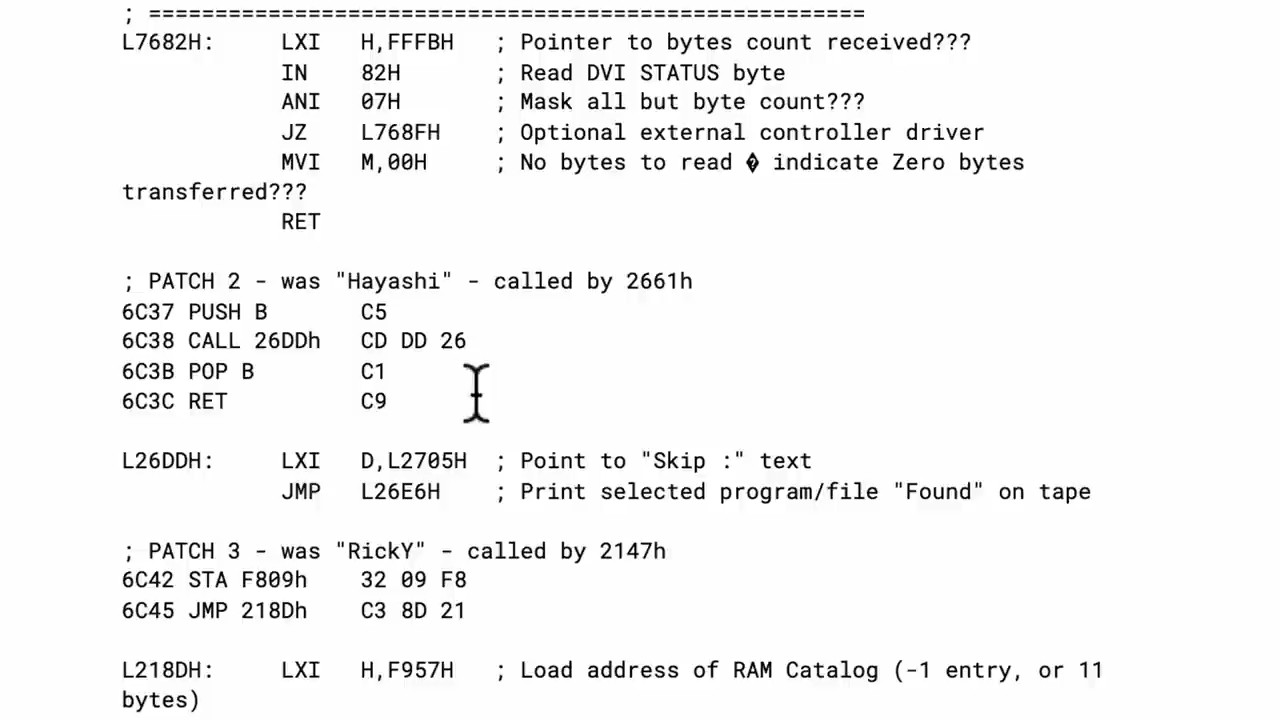 ; ======================================================
L7682H:     LXI   H,FFFBH   ; Pointer to bytes count received???
            IN    82H       ; Read DVI STATUS byte
            ANI   07H       ; Mask all but byte count???
            JZ    L768FH    ; Optional external controller driver
            MVI   M,00H     ; No bytes to read � indicate Zero bytes
transferred???
            RET
; PATCH 2 - was "Hayashi" - called by 2661h
6C37 PUSH B       C5
6C38 CALL 26DDh   CD DD 26
6C3B POP B        C1
6C3C RET          C9
L26DDH:     LXI   D,L2705H  ; Point to "Skip :" text
            JMP   L26E6H    ; Print selected program/file "Found" on tape
; PATCH 3 - was "RickY" - called by 2147h
6C42 STA F809h    32 09 F8
6C45 JMP 218Dh    C3 8D 21
L218DH:     LXI   H,F957H   ; Load address of RAM Catalog (-1 entry, or 11
bytes)